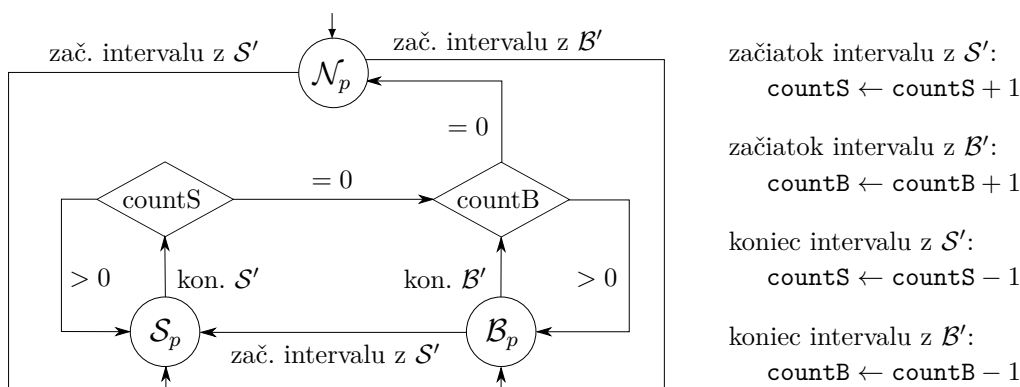 zač. intervalu z 𝒮′
𝒩ₚ
zač. intervalu z ℬ′
= 0
countS
= 0
countB
> 0
kon. 𝒮′
kon. ℬ′
> 0
𝒮ₚ
ℬₚ
zač. intervalu z 𝒮′
začiatok intervalu z 𝒮′:
countS ← countS + 1
začiatok intervalu z ℬ′:
countB ← countB + 1
koniec intervalu z 𝒮′:
countS ← countS − 1
koniec intervalu z ℬ′:
countB ← countB − 1